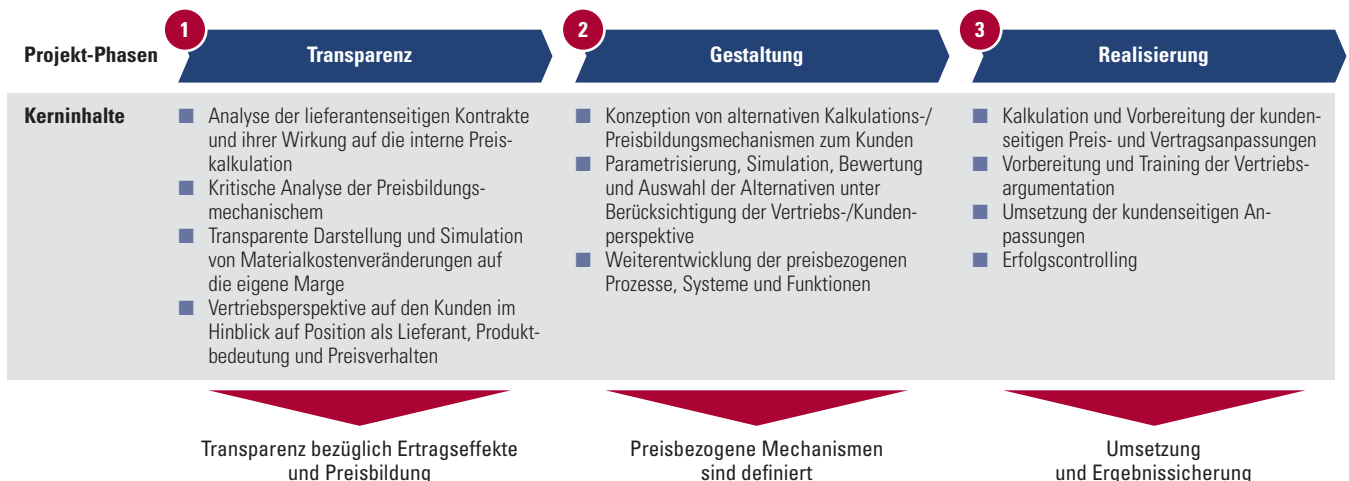 1
2
3
Projekt-Phasen
Transparenz
Gestaltung
Realisierung
Kerninhalte
Analyse der lieferantenseitigen Kontrakte
und ihrer Wirkung auf die interne Preis-
kalkulation
Kritische Analyse der Preisbildungs-
mechanischem
Transparente Darstellung und Simulation
von Materialkostenveränderungen auf
die eigene Marge
Vertriebsperspektive auf den Kunden im
Hinblick auf Position als Lieferant, Produkt-
bedeutung und Preisverhalten
Konzeption von alternativen Kalkulations-/
Preisbildungsmechanismen zum Kunden
Parametrisierung, Simulation, Bewertung
und Auswahl der Alternativen unter
Berücksichtigung der Vertriebs-/Kunden-
perspektive
Weiterentwicklung der preisbezogenen
Prozesse, Systeme und Funktionen
Kalkulation und Vorbereitung der kunden-
seitigen Preis- und Vertragsanpassungen
Vorbereitung und Training der Vertriebs-
argumentation
Umsetzung der kundenseitigen An-
passungen
Erfolgscontrolling
Transparenz bezüglich Ertragseffekte
und Preisbildung
Preisbezogene Mechanismen
sind definiert
Umsetzung
und Ergebnissicherung